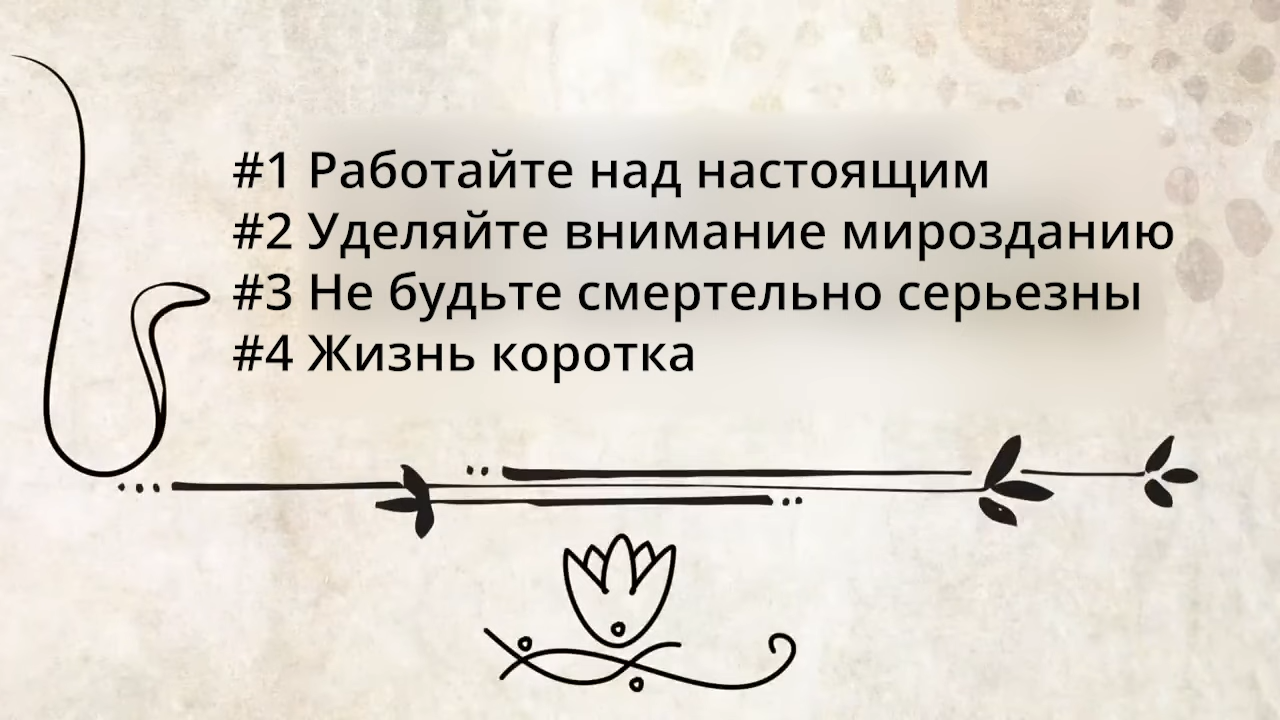 #1 Работайте над настоящим
#2 Уделяйте внимание мирозданию
#3 Не будьте смертельно серьезны
#4 Жизнь коротка